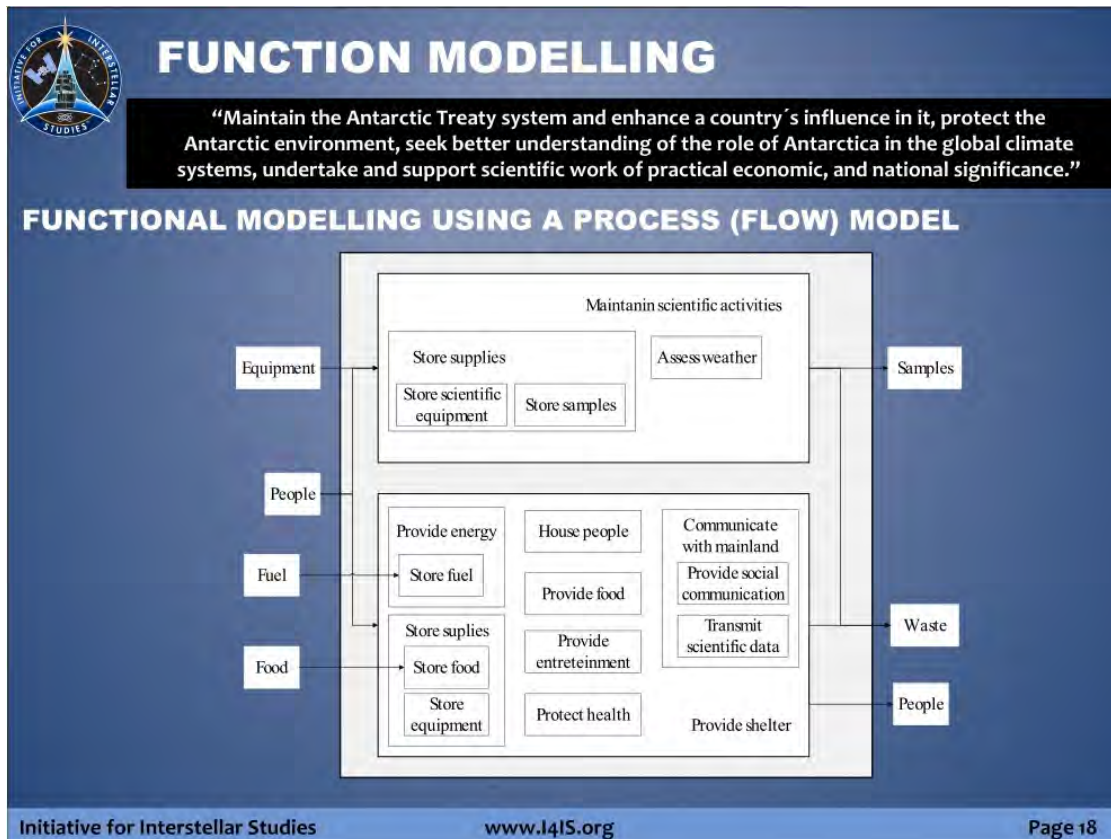 INITIATIVE FOR INTERSTELLAR STUDIES
FUNCTION MODELLING
“Maintain the Antarctic Treaty system and enhance a country´s influence in it, protect the
Antarctic environment, seek better understanding of the role of Antarctica in the global climate
systems, undertake and support scientific work of practical economic, and national significance.”
FUNCTIONAL MODELLING USING A PROCESS (FLOW) MODEL
Equipment
People
Fuel
Food
Maintanin scientific activities
Store supplies
Store scientific
equipment
Store samples
Assess weather
Provide energy
Store fuel
Store suplies
Store food
Store
equipment
House people
Provide food
Provide
entreteinment
Protect health
Communicate
with mainland
Provide social
communication
Transmit
scientific data
Provide shelter
Samples
Waste
People
Initiative for Interstellar Studies
www.I4IS.org
Page 18